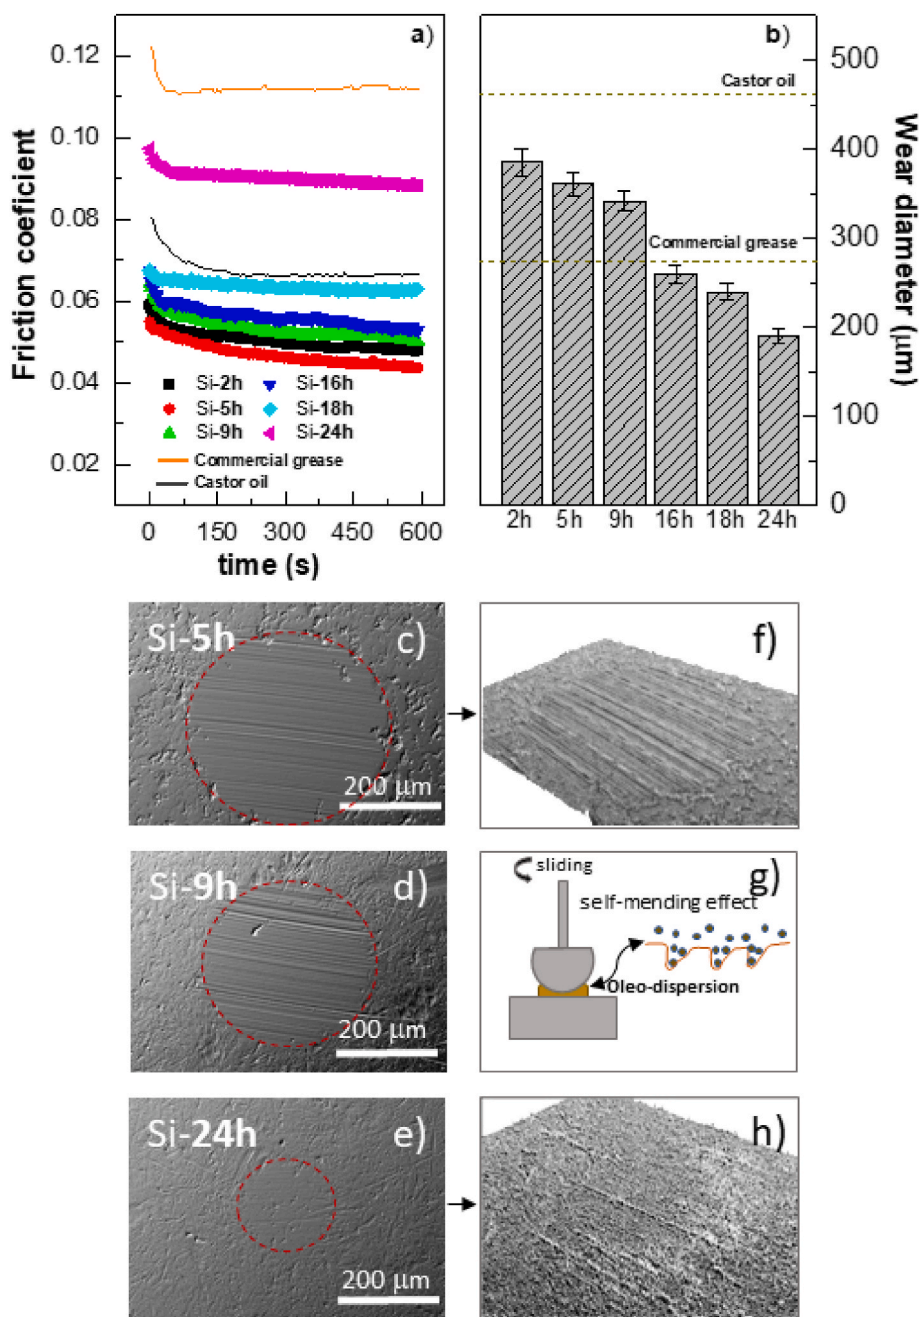 a)
Friction coeficient
0.12
0.10
0.08
0.06
0.04
0.02
Si-2h
Si-5h
Si-9h
Si-16h
Si-18h
Si-24h
Commercial grease
Castor oil
0 150 300 450 600
time (s)
b)
Castor oil
Commercial grease
500
400
300
200
100
0
Wear diameter (μm)
2h 5h 9h 16h 18h 24h
Si-5h c)
200 μm
f)
Si-9h d)
200 μm
g)
sliding
self-mending effect
Oleo-dispersion
Si-24h e)
200 μm
h)